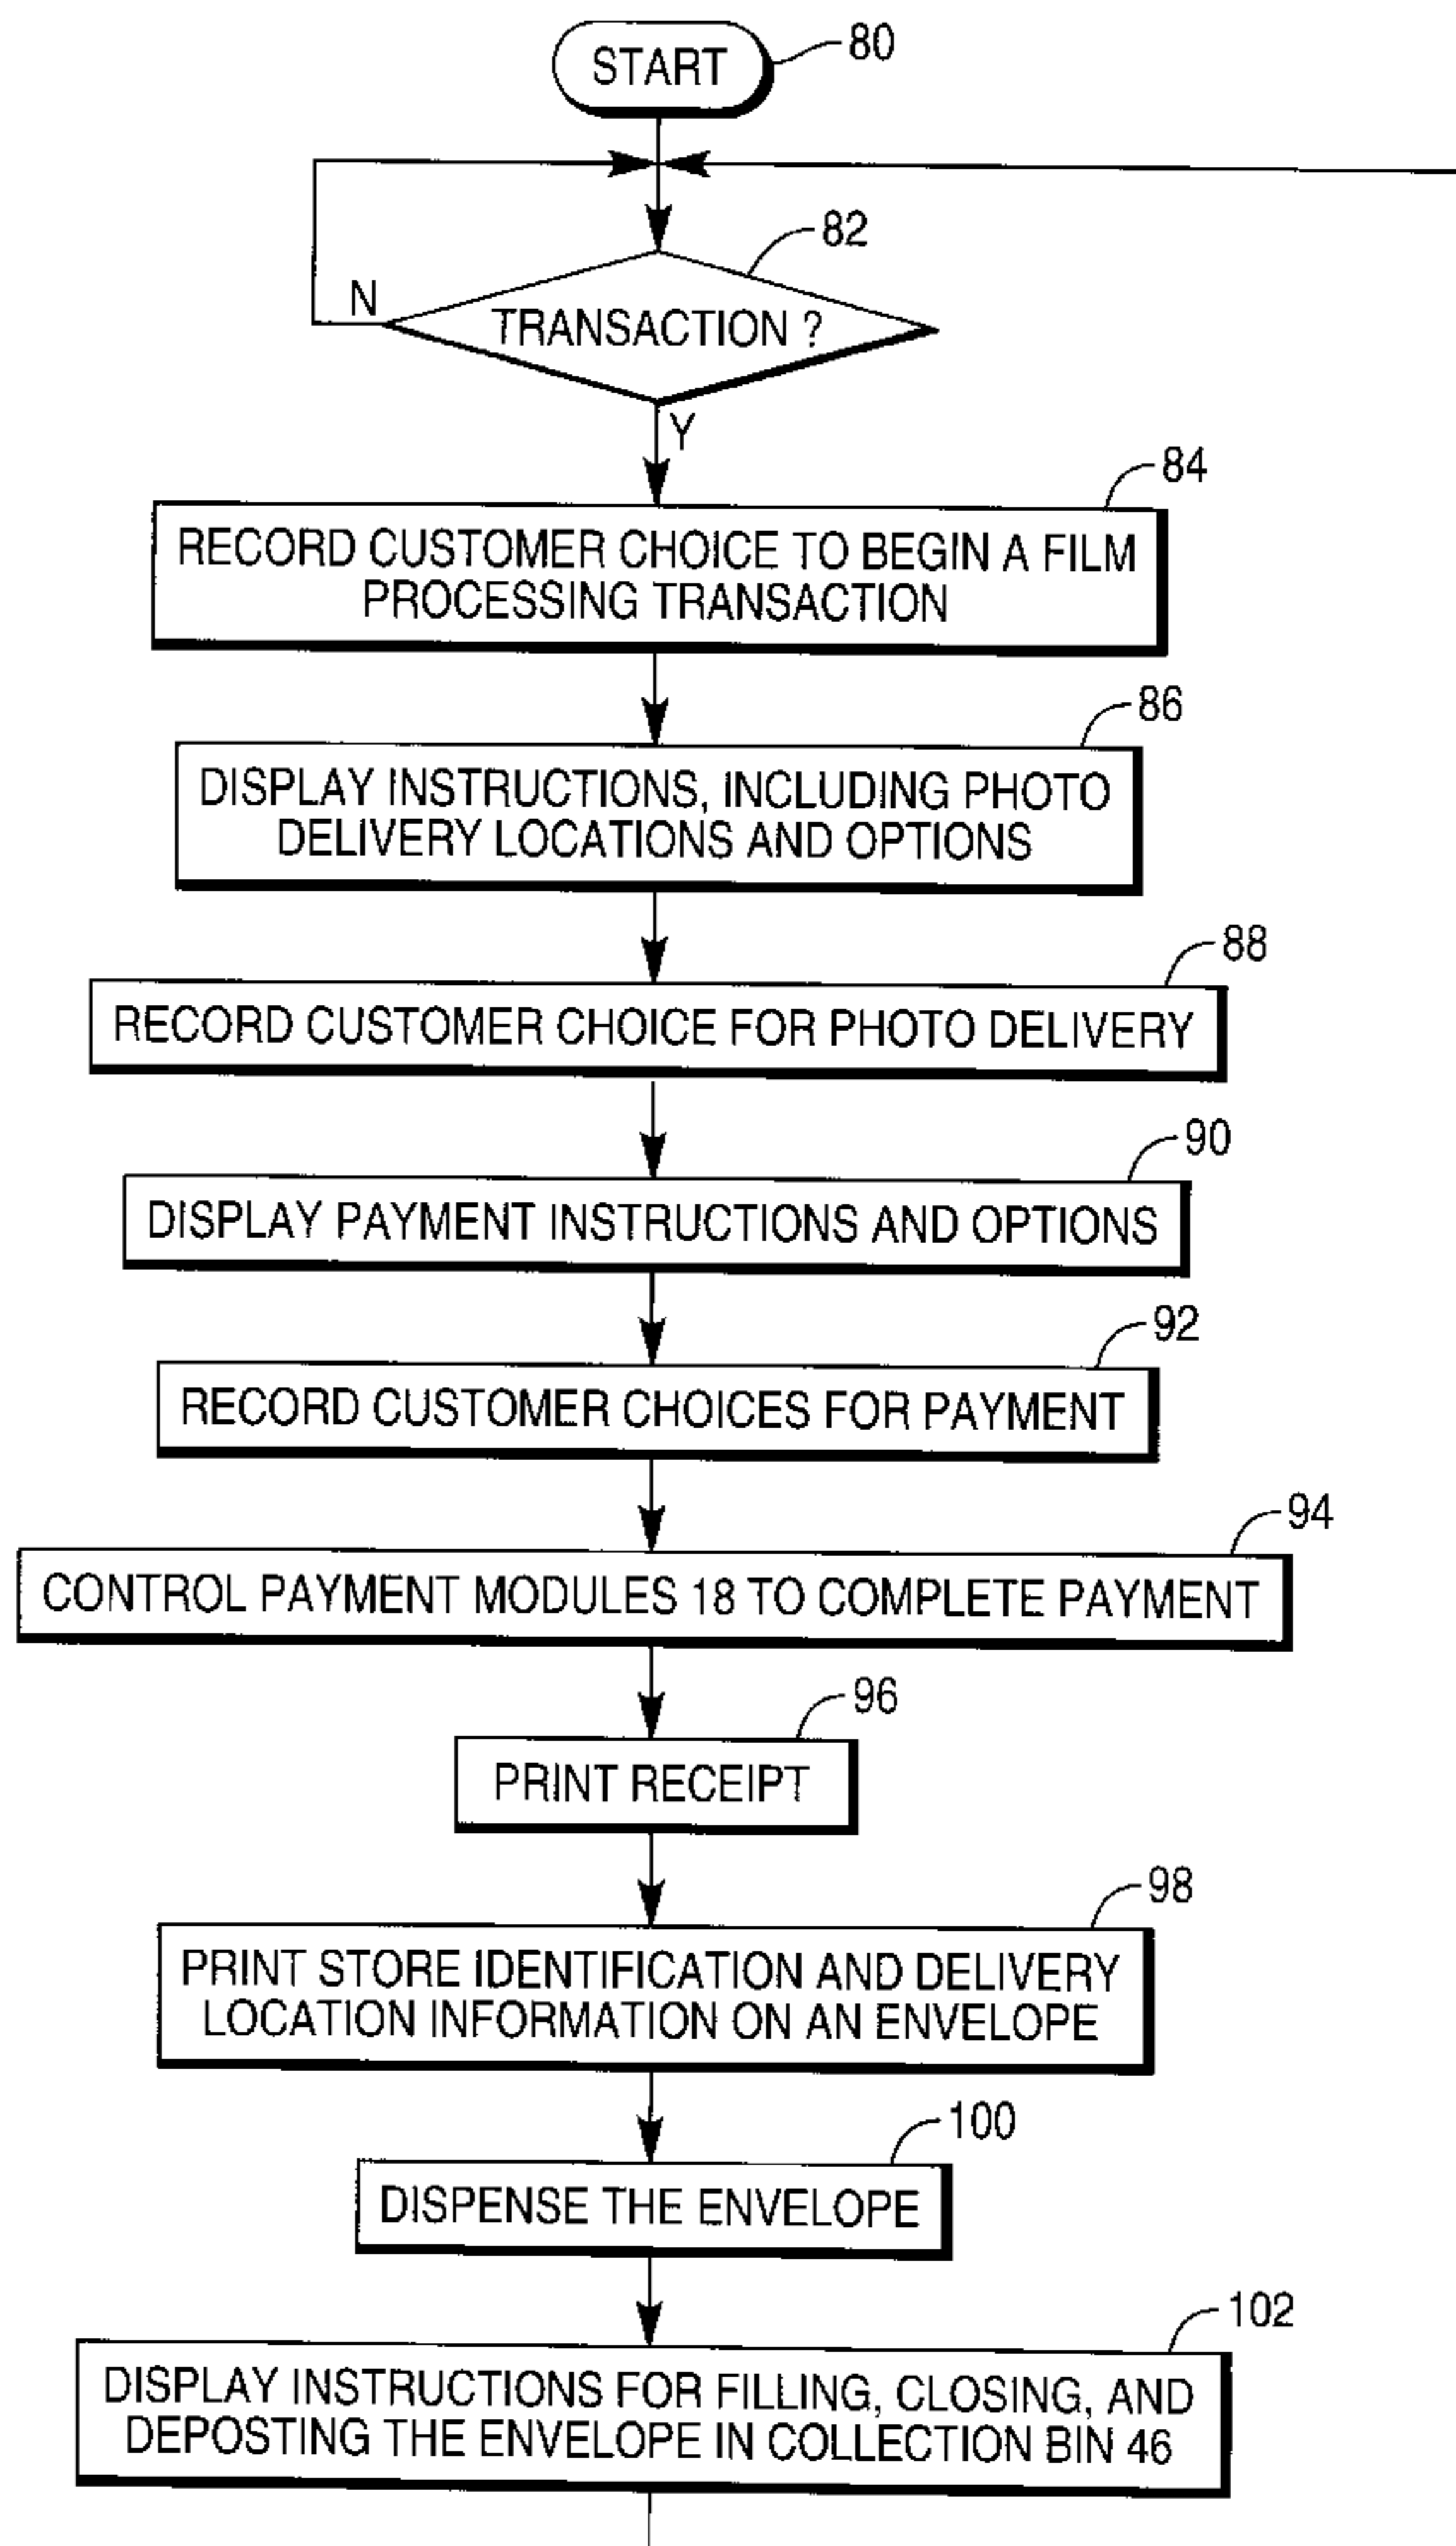 START
80
82
N
TRANSACTION ?
Y
84
RECORD CUSTOMER CHOICE TO BEGIN A FILM
PROCESSING TRANSACTION
86
DISPLAY INSTRUCTIONS, INCLUDING PHOTO
DELIVERY LOCATIONS AND OPTIONS
88
RECORD CUSTOMER CHOICE FOR PHOTO DELIVERY
90
DISPLAY PAYMENT INSTRUCTIONS AND OPTIONS
92
RECORD CUSTOMER CHOICES FOR PAYMENT
94
CONTROL PAYMENT MODULES 18 TO COMPLETE PAYMENT
96
PRINT RECEIPT
98
PRINT STORE IDENTIFICATION AND DELIVERY
LOCATION INFORMATION ON AN ENVELOPE
100
DISPENSE THE ENVELOPE
102
DISPLAY INSTRUCTIONS FOR FILLING, CLOSING, AND
DEPOSTING THE ENVELOPE IN COLLECTION BIN 46